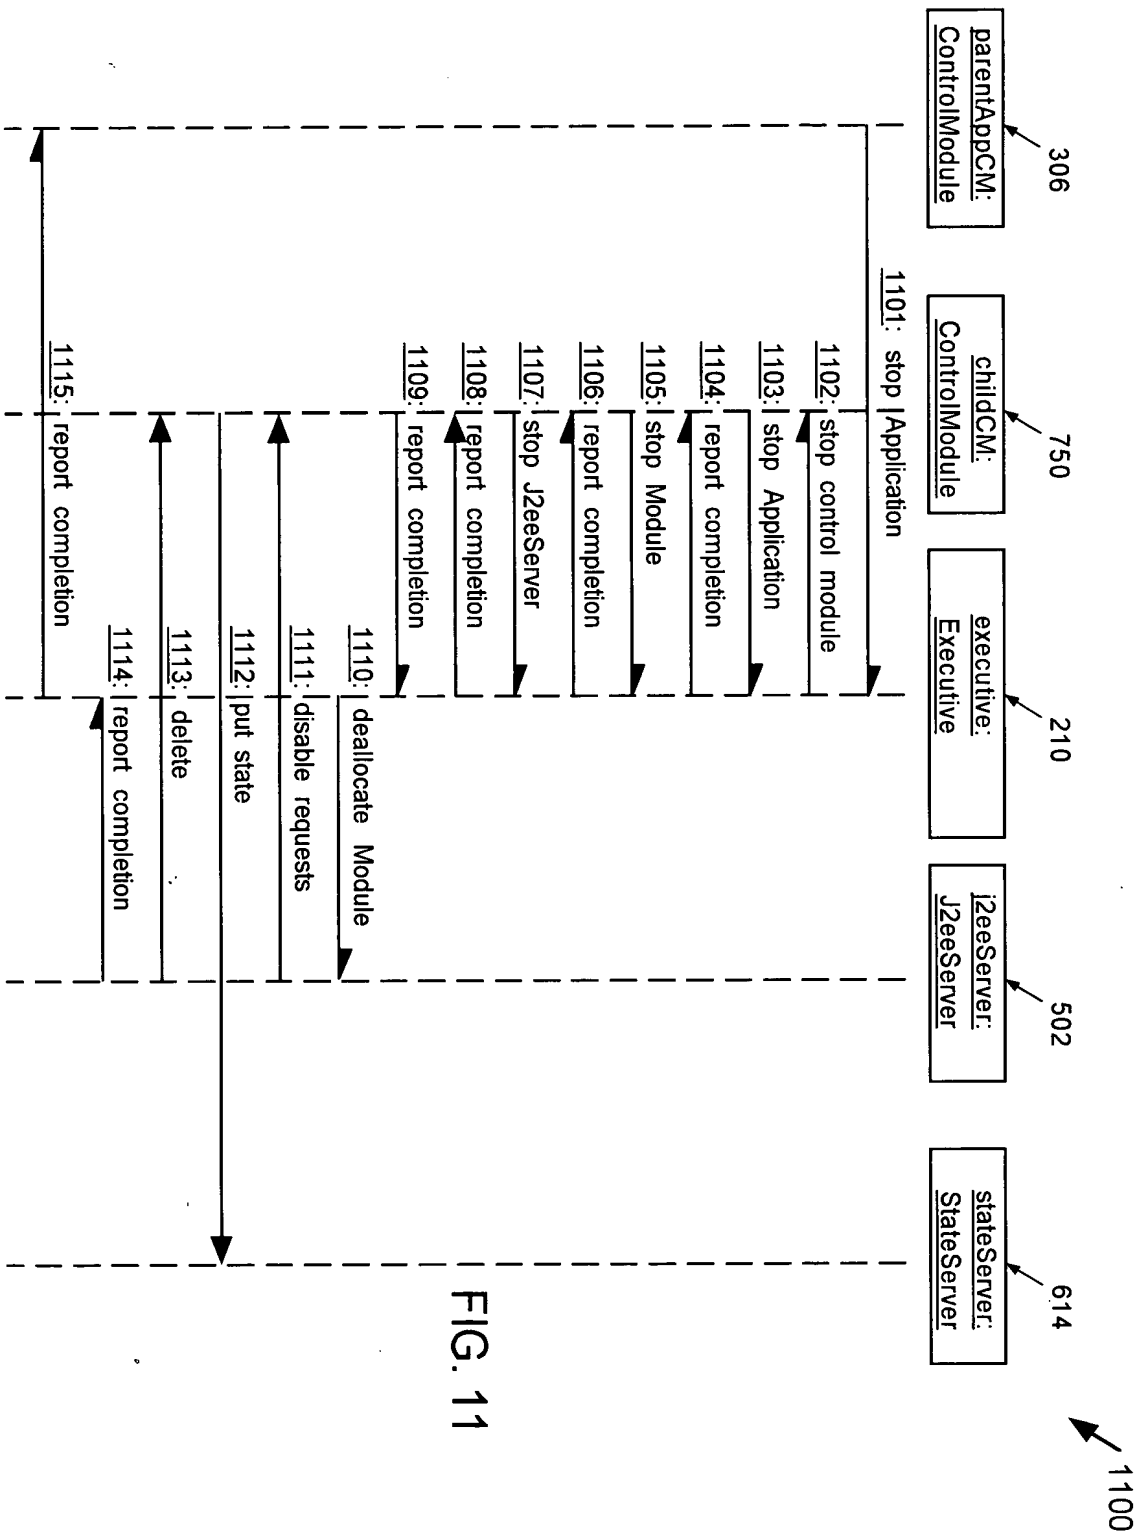 1100
306
750
210
502
614
parentAppCM:
ControlModule
childCM:
ControlModule
executive:
Executive
j2eeServer:
J2eeServer
stateServer:
StateServer
1101: stop Application
1102: stop control module
1103: stop Application
1104: report completion
1105: stop Module
1106: report completion
1107: stop J2eeServer
1108: report completion
1109: report completion
1110: deallocate Module
1111: disable requests
1112: put state
1113: delete
1114: report completion
1115: report completion
FIG. 11